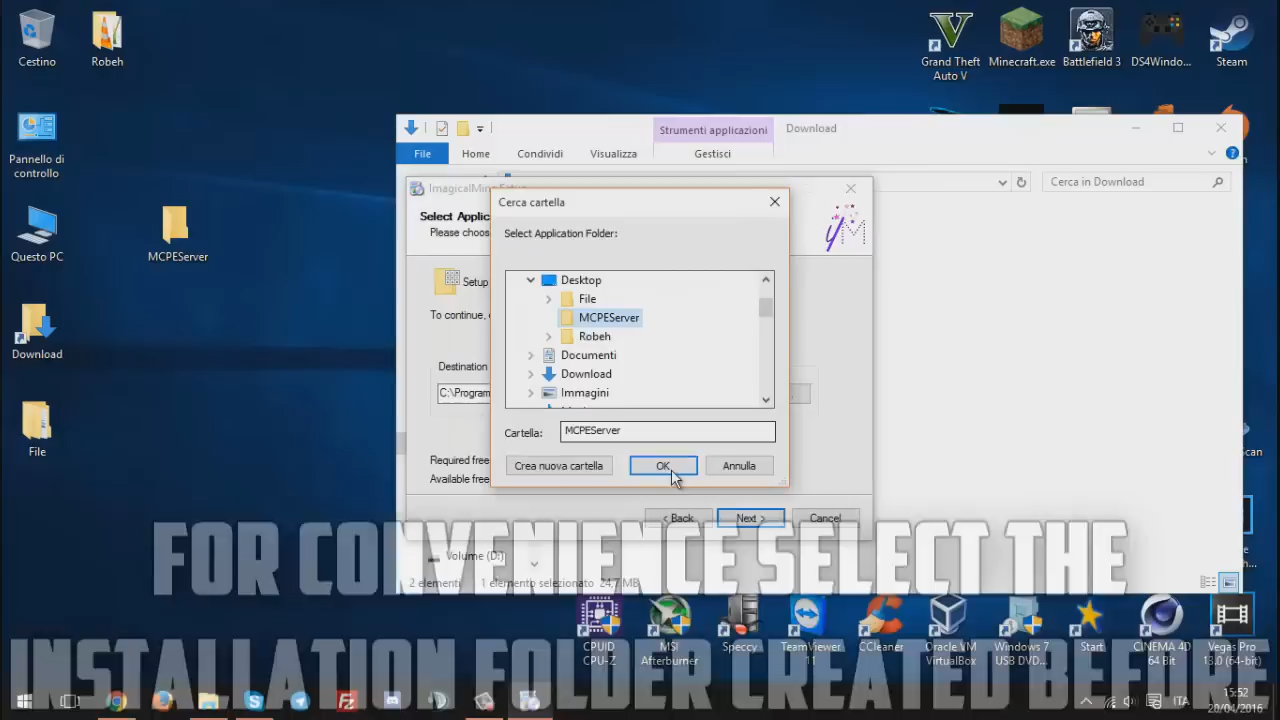 Cestino
Robeh
Grand Theft
Auto V
Minecraft.exe
Battlefield 3
DS4Windo...
Steam
Pannello di
controllo
Questo PC
MCPEServer
Download
File
Strumenti applicazioni
Download
File
Home
Condividi
Visualizza
Gestisci
Cerca in Download
Select Applic
Please choos
Setup
To continue,
Destination
C:\Program
Required free
Available free
Cerca cartella
Select Application Folder:
Desktop
File
MCPEServer
Robeh
Documenti
Download
Immagini
Cartella:
MCPEServer
Crea nuova cartella
OK
Annulla
< Back
Next >
Cancel
Volume (D:)
2 elementi
1 elemento selezionato 24,7 MB
FOR CONVENIENCE SELECT THE
INSTALLATION FOLDER CREATED BEFORE
CPUID
CPU-Z
MSI
Afterburner
Speccy
TeamViewer
11
CCleaner
Oracle VM
VirtualBox
Windows 7
USB DVD...
Start
CINEMA 4D
64 Bit
Vegas Pro
13.0 (64-bit)
ITA
15:52
20/04/2016